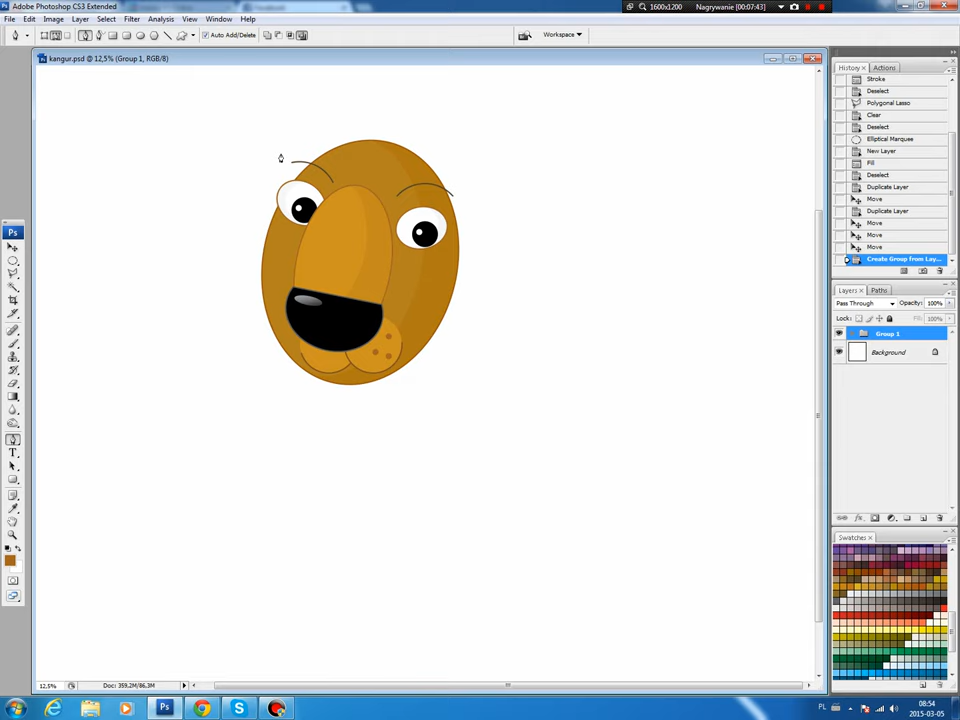 Adobe Photoshop CS3 Extended
1600x1200
Nagrywanie [00:07:43]
File Edit Image Layer Select Filter Analysis View Window Help
Auto Add/Delete
Workspace
kangur.psd @ 12,5% (Group 1, RGB/8)
History
Actions
Stroke
Deselect
Polygonal Lasso
Clear
Deselect
Elliptical Marquee
New Layer
Fill
Deselect
Duplicate Layer
Move
Duplicate Layer
Move
Move
Move
Create Group from Lay...
Ps
Layers
Paths
Pass Through
Opacity: 100%
Lock:
Fill: 100%
Group 1
Background
Swatches
T
12,5%
Doc: 359,2M/86,3M
Ps
PL
08:54
2015-03-05